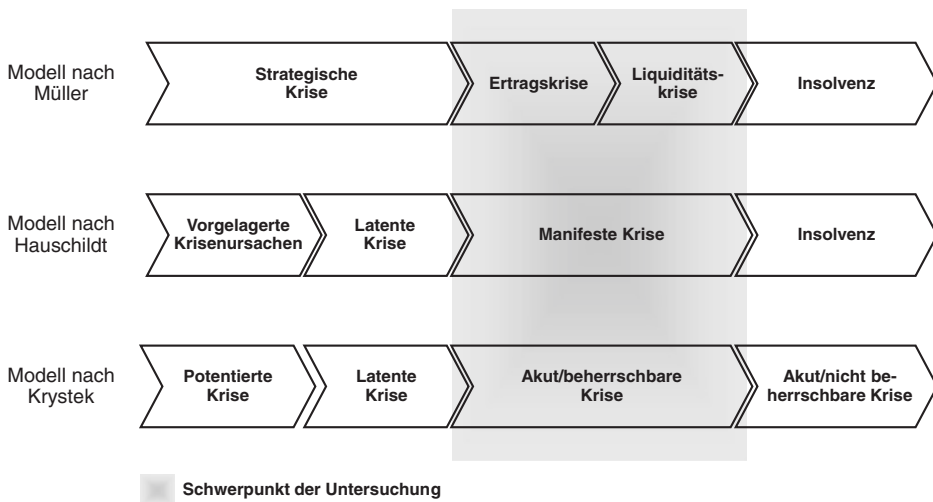 Modell nach
Müller
Strategische
Krise
Ertragskrise
Liquiditäts-
krise
Insolvenz
Modell nach
Hauschildt
Vorgelagerte
Krisenursachen
Latente
Krise
Manifeste Krise
Insolvenz
Modell nach
Krystek
Potentierte
Krise
Latente
Krise
Akut/beherrschbare
Krise
Akut/nicht be-
herrschbare Krise
Schwerpunkt der Untersuchung